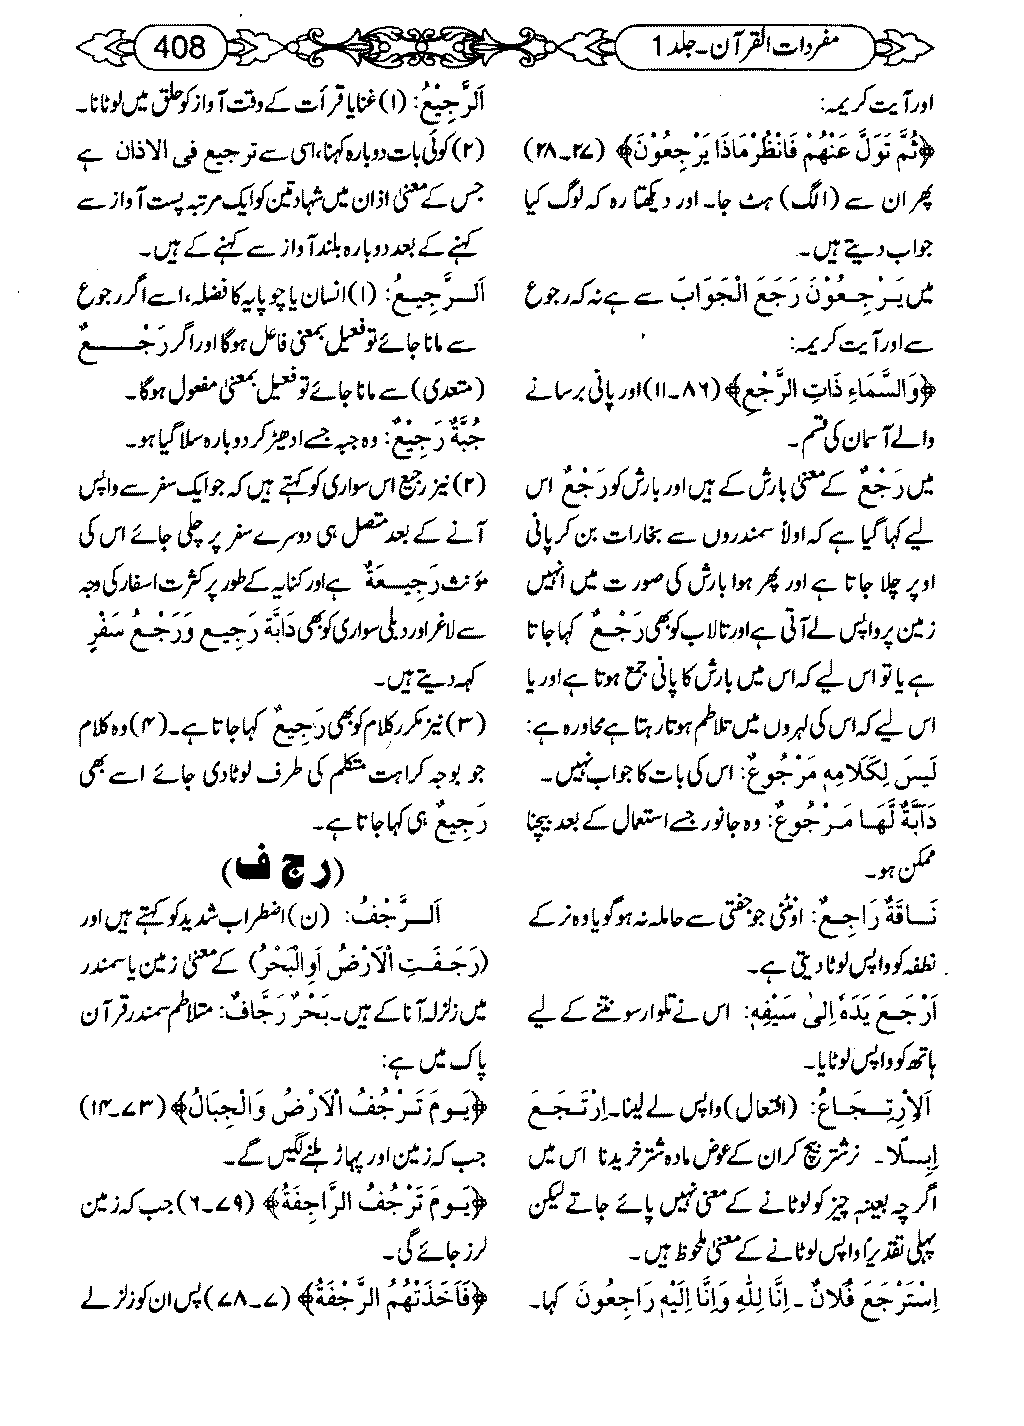 مفردات القرآن۔جلد 1
408
اور آیت کریمہ:
﴿ثُمَّ تَوَلَّ عَنْهُمْ فَانْظُرْ مَاذَا يَرْجِعُوْنَ﴾ (۲۷۔۲۸)
پھر ان سے (الگ) ہٹ جا۔ اور دیکھتا رہ کہ لوگ کیا
جواب دیتے ہیں۔
میں يَرْجِعُوْنَ رَجَعَ الْجَوَابَ سے ہے نہ کہ رجوع
سے اور آیت کریمہ:
﴿وَالسَّمَاءِ ذَاتِ الرَّجْعِ﴾ (۸۶۔۱۱) اور پانی برسانے
والے آسمان کی قسم۔
میں رَجْعٌ کے معنی بارش کے ہیں اور بارش کو رَجْعٌ اس
لیے کہا گیا ہے کہ اولاً سمندروں سے بخارات بن کر پانی
اوپر چلا جاتا ہے اور پھر ہوا بارش کی صورت میں انہیں
زمین پر واپس لے آتی ہے اور تالاب کو بھی رَجْعٌ کہا جاتا
ہے یا تو اس لیے کہ اس میں بارش کا پانی جمع ہوتا ہے اور یا
اس لیے کہ اس کی لہروں میں تلاطم ہوتا رہتا ہے محاورہ ہے:
لَيْسَ لِكَلَامِهٖ مَرْجُوعٌ: اس کی بات کا جواب نہیں۔
دَآبَّةٌ لَّهَا مَرْجُوعٌ: وہ جانور جسے استعمال کے بعد بیچنا
ممکن ہو۔
نَاقَةٌ رَاجِعٌ: اونٹنی جو جفتی سے حاملہ نہ ہو گویا وہ نر کے
نطفہ کو واپس لوٹا دیتی ہے۔
اَرْجَعَ يَدَهٗ اِلىٰ سَيْفِهٖ: اس نے تلوار سونتنے کے لیے
ہاتھ کو واپس لوٹایا۔
اَلْاِرْتِجَاعُ: (افتعال) واپس لے لینا۔ اِرْتَجَعَ
اِبِلًا۔ نر شتر بیچ کر ان کے عوض مادہ شتر خریدنا اس میں
اگرچہ بعینہٖ چیز کو لوٹانے کے معنی نہیں پائے جاتے لیکن
پہلی تقدیراً واپس لوٹانے کے معنی ملحوظ ہیں۔
اِسْتَرْجَعَ فُلَانٌ۔ اِنَّا لِلّٰهِ وَاِنَّا اِلَيْهِ رَاجِعُونَ کہا۔
اَلرَّجِيْعُ: (۱) غنا یا قرأت کے وقت آواز کو حلق میں لوٹانا۔
(۲) کوئی بات دوبارہ کہنا، اسی سے ترجیع فی الاذان ہے
جس کے معنی اذان میں شہادتین کو ایک مرتبہ پست آواز سے
کہنے کے بعد دوبارہ بلند آواز سے کہنے کے ہیں۔
اَلرَّجِيعُ: (۱) انسان یا چوپایہ کا فضلہ، اسے اگر رجوع
سے مانا جائے تو فعیل بمعنی فاعل ہوگا اور اگر رَجْعٌ
(متعدی) سے مانا جائے تو فعیل بمعنی مفعول ہوگا۔
جُبَّةٌ رَجِيْعٌ: وہ جبہ جسے ادھیڑ کر دوبارہ سلا گیا ہو۔
(۲) نیز رجیع اس سواری کو کہتے ہیں کہ جو ایک سفر سے واپس
آنے کے بعد متصل ہی دوسرے سفر پر چلی جائے اس کی
مؤنث رَجِيعَةٌ ہے اور کنایہ کے طور پر کثرت اسفار کی وجہ
سے لاغر اور دبلی سواری کو بھی دَابَّةٌ رَجِيعٌ وَرَجْعُ سَفَرٍ
کہہ دیتے ہیں۔
(۳) نیز مکرر کلام کو بھی رَجِيعٌ کہا جاتا ہے۔ (۴) وہ کلام
جو بوجہ کراہت متکلم کی طرف لوٹا دی جائے اسے بھی
رَجِيعٌ ہی کہا جاتا ہے۔
(رج ف)
اَلرَّجْفُ: (ن) اضطراب شدید کو کہتے ہیں اور
(رَجَفَتِ الْاَرْضُ اَوِالْبَحْرُ) کے معنی زمین یا سمندر
میں زلزلہ آنا کے ہیں۔ بَحْرٌ رَجَّافٌ: متلاطم سمندر قرآن
پاک میں ہے:
﴿يَوْمَ تَرْجُفُ الْاَرْضُ وَالْجِبَالُ﴾ (۷۳۔۱۴)
جب کہ زمین اور پہاڑ ہلنے لگیں گے۔
﴿يَوْمَ تَرْجُفُ الرَّاجِفَةُ﴾ (۷۹۔۶) جب کہ زمین
لرز جائے گی۔
﴿فَاَخَذَتْهُمُ الرَّجْفَةُ﴾ (۷۔۷۸) پس ان کو زلزلے